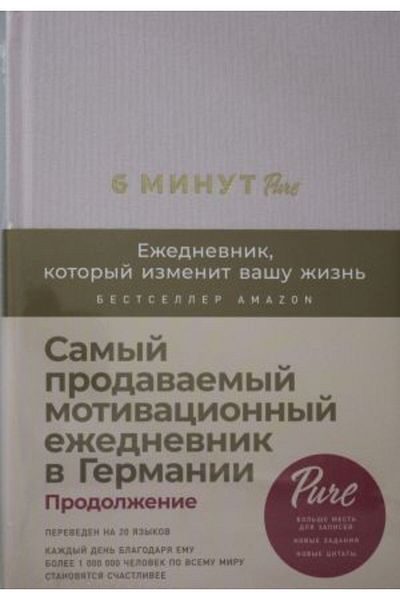 6 МИНУТ Pure
Ежедневник,
который изменит вашу жизнь
БЕСТСЕЛЛЕР AMAZON
Самый
продаваемый
мотивационный
ежедневник
в Германии
Продолжение
ПЕРЕВЕДЕН НА 20 ЯЗЫКОВ
КАЖДЫЙ ДЕНЬ БЛАГОДАРЯ ЕМУ
БОЛЕЕ 1 000 000 ЧЕЛОВЕК ПО ВСЕМУ МИРУ
СТАНОВЯТСЯ СЧАСТЛИВЕЕ
Pure
БОЛЬШЕ МЕСТА
ДЛЯ ЗАПИСЕЙ
НОВЫЕ ЗАДАНИЯ
НОВЫЕ ЦИТАТЫ